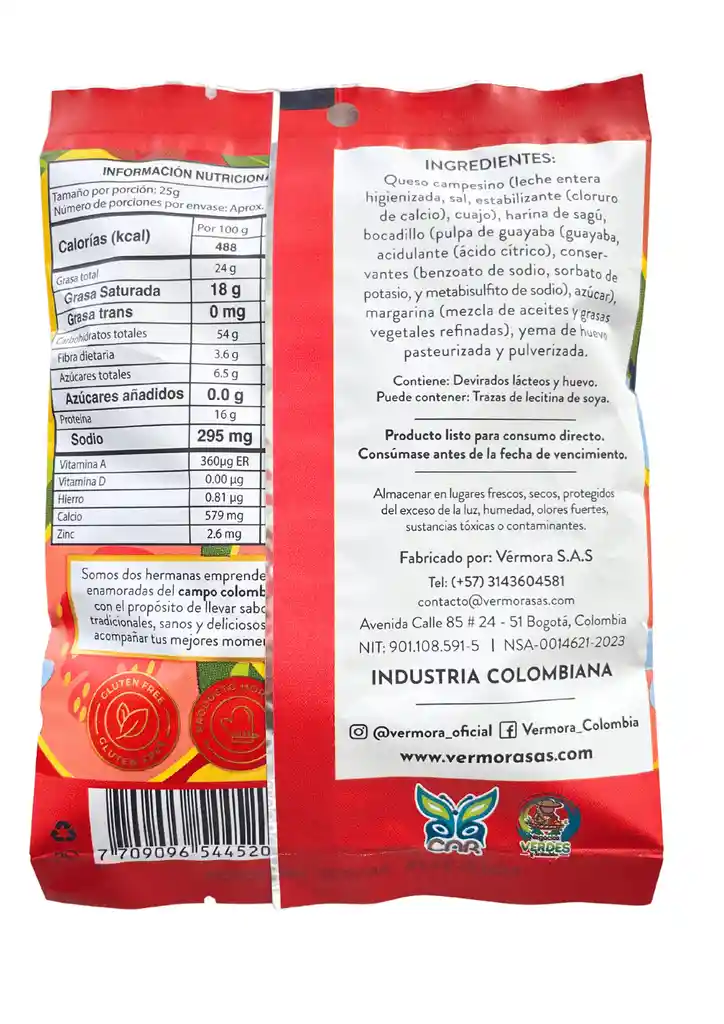 INFORMACIÓN NUTRICION
Tamaño por porción: 25g
Número de porciones por envase: Aprox.
Calorías (kcal)
Por 100 g
488
Grasa total 24 g
Grasa Saturada 18 g
Grasa trans 0 mg
Carbohidratos totales 54 g
Fibra dietaria 3.6 g
Azúcares totales 6.5 g
Azúcares añadidos 0.0 g
Proteína 16 g
Sodio 295 mg
Vitamina A 360µg ER
Vitamina D 0.00 µg
Hierro 0.81 µg
Calcio 579 mg
Zinc 2.6 mg
Somos dos hermanas emprende
enamoradas del campo colomb
con el propósito de llevar sabo
tradicionales, sanos y deliciosos
acompañar tus mejores mome
GLUTEN FREE
GLUTEN FREE
PRODUCTO HOR
7 709096 544520
INGREDIENTES:
Queso campesino (leche entera
higienizada, sal, estabilizante (cloruro
de calcio), cuajo), harina de sagú,
bocadillo (pulpa de guayaba (guayaba,
acidulante (ácido cítrico), conser-
vantes (benzoato de sodio, sorbato de
potasio, y metabisulfito de sodio), azúcar),
margarina (mezcla de aceites y grasas
vegetales refinadas), yema de huevo
pasteurizada y pulverizada.
Contiene: Devirados lácteos y huevo.
Puede contener: Trazas de lecitina de soya.
Producto listo para consumo directo.
Consúmase antes de la fecha de vencimiento.
Almacenar en lugares frescos, secos, protegidos
del exceso de la luz, humedad, olores fuertes,
sustancias tóxicas o contaminantes.
Fabricado por: Vérmora S.A.S
Tel: (+57) 3143604581
contacto@vermorasas.com
Avenida Calle 85 # 24 - 51 Bogotá, Colombia
NIT: 901.108.591-5 | NSA-0014621-2023
INDUSTRIA COLOMBIANA
@vermora_oficial Vermora_Colombia
www.vermorasas.com
CAR
Negocios
VERDES